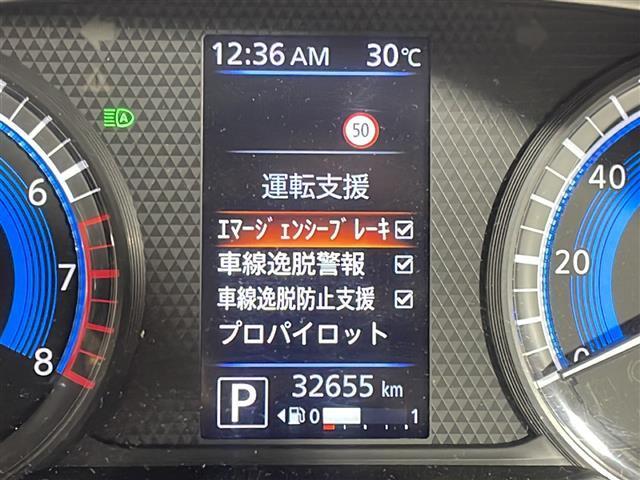 12:36 AM 30℃
50
運転支援
ｴﾏｰｼﾞｪﾝｼｰﾌﾞﾚｰｷ
車線逸脱警報
車線逸脱防止支援
プロパイロット
P
32655 km
0 1
A
6
7
8
40
20
0